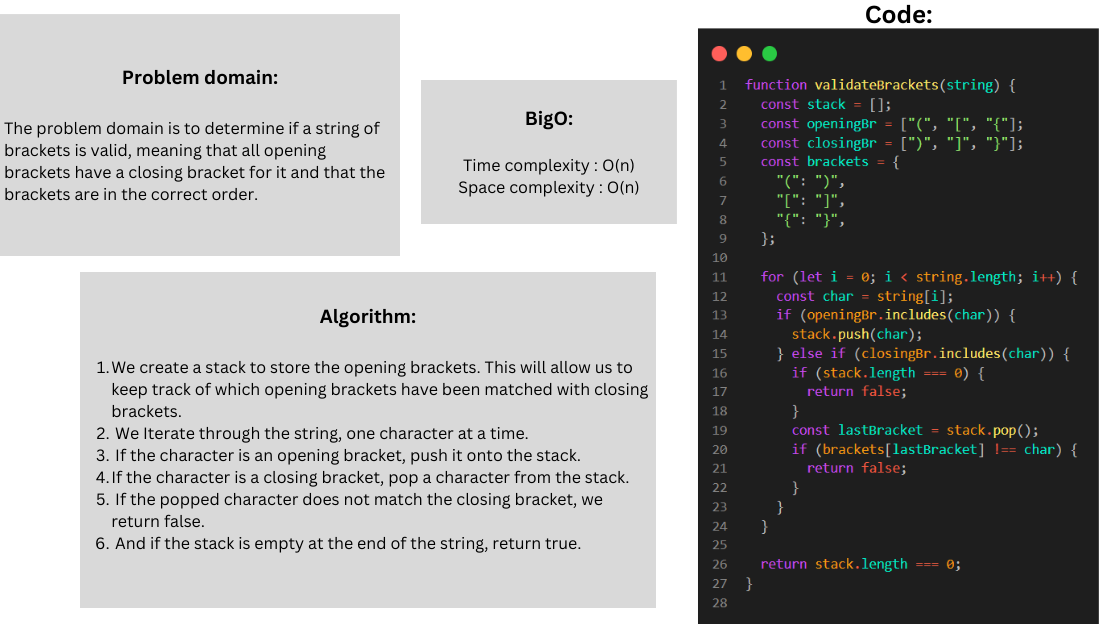 Problem domain:
The problem domain is to determine if a string of
brackets is valid, meaning that all opening
brackets have a closing bracket for it and that the
brackets are in the correct order.
BigO:
Time complexity : O(n)
Space complexity : O(n)
Algorithm:
1. We create a stack to store the opening brackets. This will allow us to
keep track of which opening brackets have been matched with closing
brackets.
2. We Iterate through the string, one character at a time.
3. If the character is an opening bracket, push it onto the stack.
4. If the character is a closing bracket, pop a character from the stack.
5. If the popped character does not match the closing bracket, we
return false.
6. And if the stack is empty at the end of the string, return true.
Code:
1 function validateBrackets(string) {
2   const stack = [];
3   const openingBr = ["(", "[", "{"];
4   const closingBr = [")", "]", "}"];
5   const brackets = {
6     "(": ")",
7     "[": "]",
8     "{": "}",
9   };
10
11   for (let i = 0; i < string.length; i++) {
12     const char = string[i];
13     if (openingBr.includes(char)) {
14       stack.push(char);
15     } else if (closingBr.includes(char)) {
16       if (stack.length === 0) {
17         return false;
18       }
19       const lastBracket = stack.pop();
20       if (brackets[lastBracket] !== char) {
21         return false;
22       }
23     }
24   }
25
26   return stack.length === 0;
27 }
28